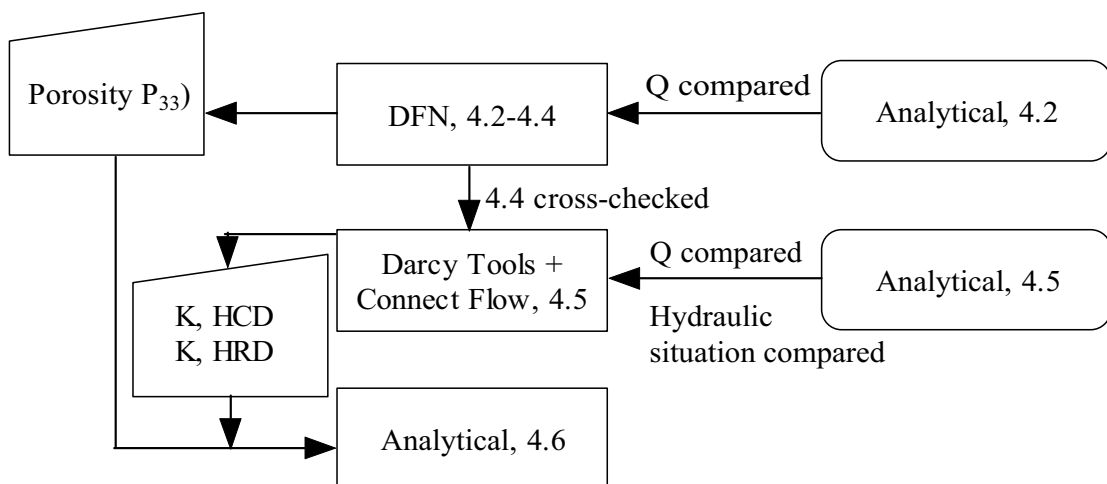 Porosity P33)
DFN, 4.2-4.4
Q compared
Analytical, 4.2
4.4 cross-checked
Darcy Tools +
Connect Flow, 4.5
Q compared
Analytical, 4.5
Hydraulic
situation compared
K, HCD
K, HRD
Analytical, 4.6